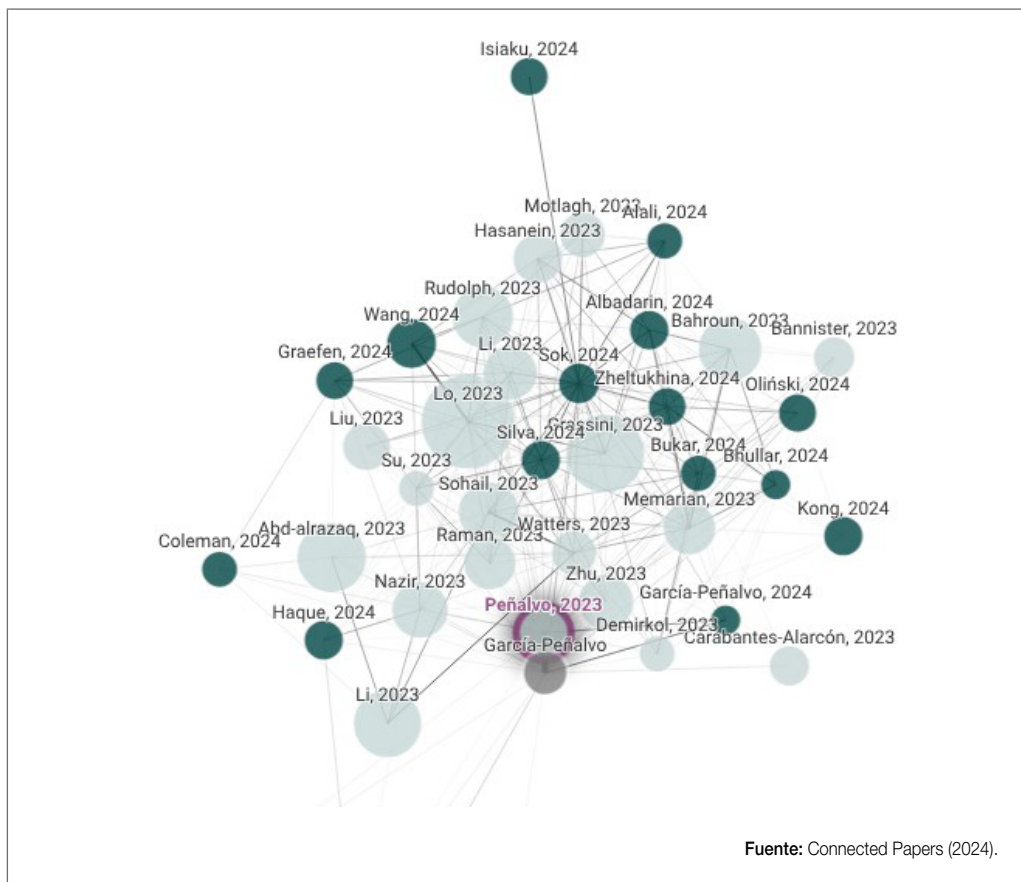 Isiaku, 2024
Motlagh, 2023
Alali, 2024
Hasanein, 2023
Rudolph, 2023
Albadarin, 2024
Wang, 2024
Bahroun, 2023
Bannister, 2023
Graefen, 2024
Li, 2023
Sok, 2024
Zheltukhina, 2024
Oliński, 2024
Lo, 2023
Liu, 2023
Grassini, 2023
Silva, 2024
Bukar, 2024
Bhullar, 2024
Su, 2023
Sohail, 2023
Memarian, 2023
Kong, 2024
Watters, 2023
Abd-alrazaq, 2023
Raman, 2023
Coleman, 2024
Zhu, 2023
Nazir, 2023
García-Peñalvo, 2024
Peñalvo, 2023
Haque, 2024
Demirkol, 2023
Carabantes-Alarcón, 2023
García-Peñalvo
Li, 2023
Fuente: Connected Papers (2024).